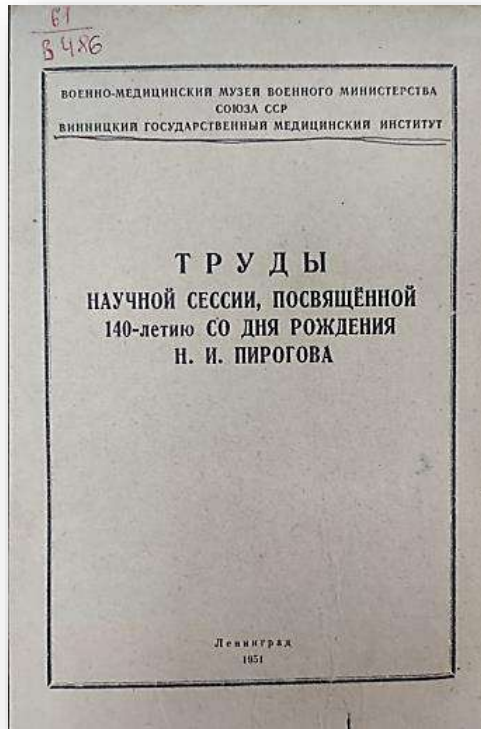 61
В 486
ВОЕННО-МЕДИЦИНСКИЙ МУЗЕЙ ВОЕННОГО МИНИСТЕРСТВА
СОЮЗА ССР
ВИННИЦКИЙ ГОСУДАРСТВЕННЫЙ МЕДИЦИНСКИЙ ИНСТИТУТ
ТРУДЫ
НАУЧНОЙ СЕССИИ, ПОСВЯЩЁННОЙ
140-летию СО ДНЯ РОЖДЕНИЯ
Н. И. ПИРОГОВА
Ленинград
1951